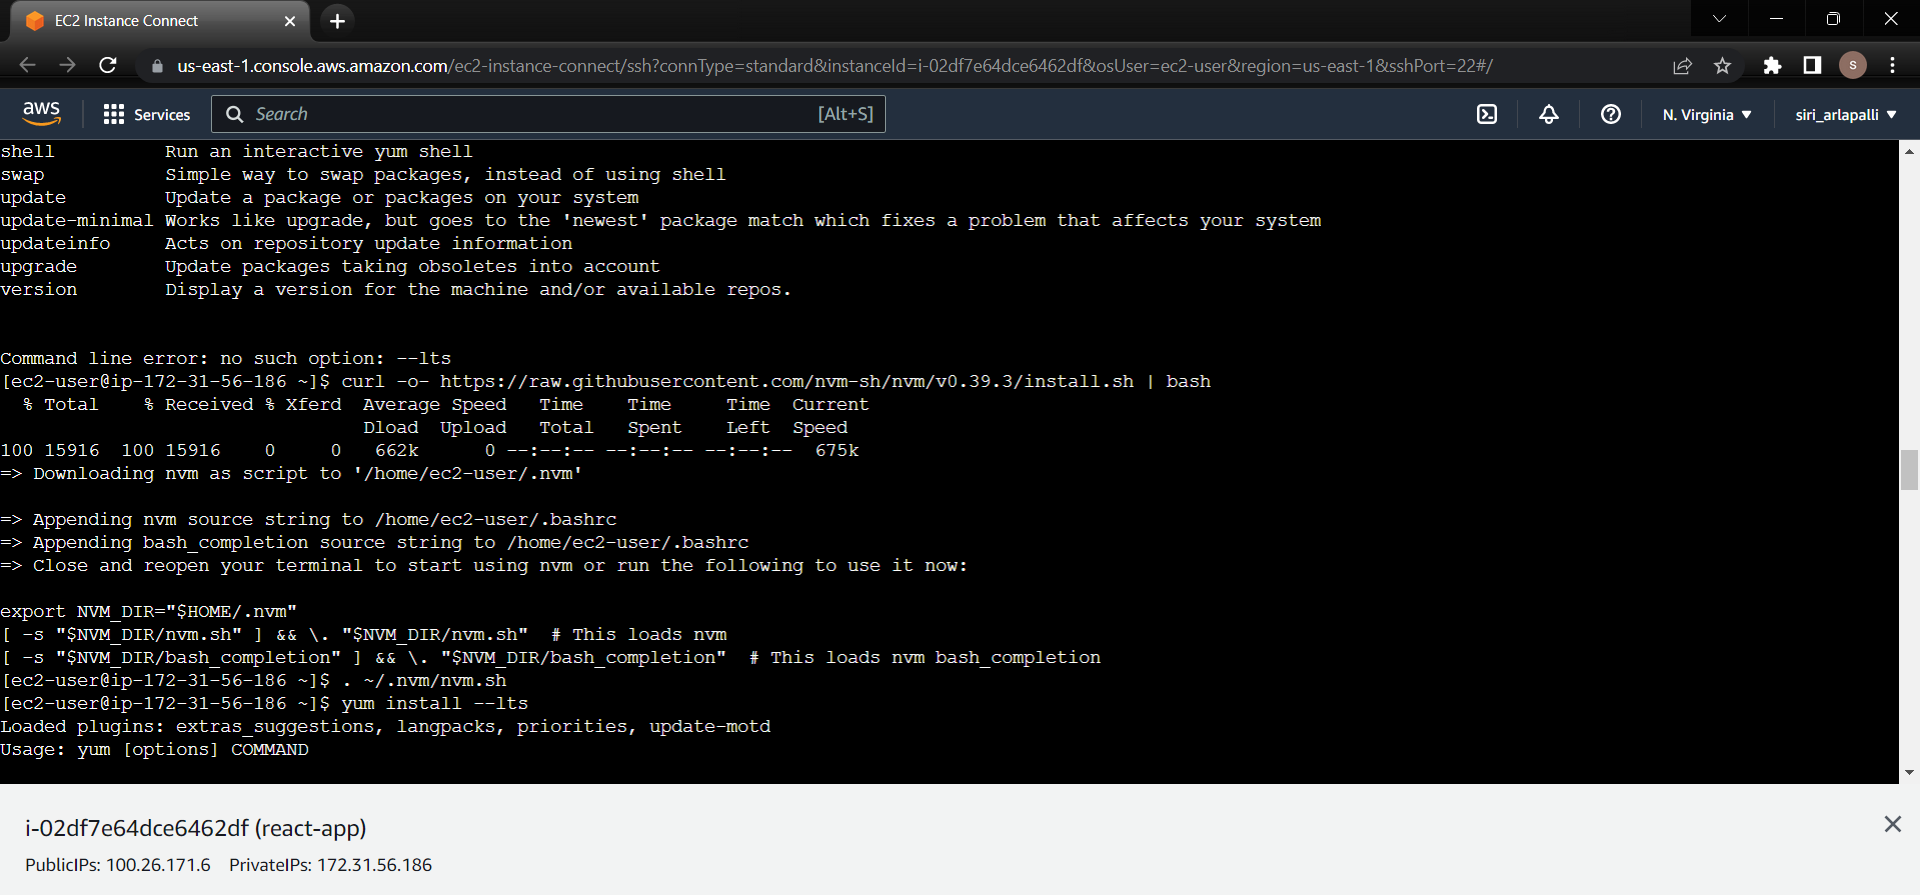 EC2 Instance Connect
us-east-1.console.aws.amazon.com/ec2-instance-connect/ssh?connType=standard&instanceId=i-02df7e64dce6462df&osUser=ec2-user&region=us-east-1&sshPort=22#/
S
aws
Services
Search
[Alt+S]
N. Virginia
siri_arlapalli
shell          Run an interactive yum shell
swap           Simple way to swap packages, instead of using shell
update         Update a package or packages on your system
update-minimal Works like upgrade, but goes to the 'newest' package match which fixes a problem that affects your system
updateinfo     Acts on repository update information
upgrade        Update packages taking obsoletes into account
version        Display a version for the machine and/or available repos.
Command line error: no such option: --lts
[ec2-user@ip-172-31-56-186 ~]$ curl -o- https://raw.githubusercontent.com/nvm-sh/nvm/v0.39.3/install.sh | bash
  % Total    % Received % Xferd  Average Speed   Time    Time     Time  Current
                                 Dload  Upload   Total   Spent    Left  Speed
100 15916  100 15916    0     0   662k      0 --:--:-- --:--:-- --:--:--  675k
=> Downloading nvm as script to '/home/ec2-user/.nvm'
=> Appending nvm source string to /home/ec2-user/.bashrc
=> Appending bash_completion source string to /home/ec2-user/.bashrc
=> Close and reopen your terminal to start using nvm or run the following to use it now:
export NVM_DIR="$HOME/.nvm"
[ -s "$NVM_DIR/nvm.sh" ] && \. "$NVM_DIR/nvm.sh"  # This loads nvm
[ -s "$NVM_DIR/bash_completion" ] && \. "$NVM_DIR/bash_completion"  # This loads nvm bash_completion
[ec2-user@ip-172-31-56-186 ~]$ . ~/.nvm/nvm.sh
[ec2-user@ip-172-31-56-186 ~]$ yum install --lts
Loaded plugins: extras_suggestions, langpacks, priorities, update-motd
Usage: yum [options] COMMAND
i-02df7e64dce6462df (react-app)
PublicIPs: 100.26.171.6    PrivateIPs: 172.31.56.186